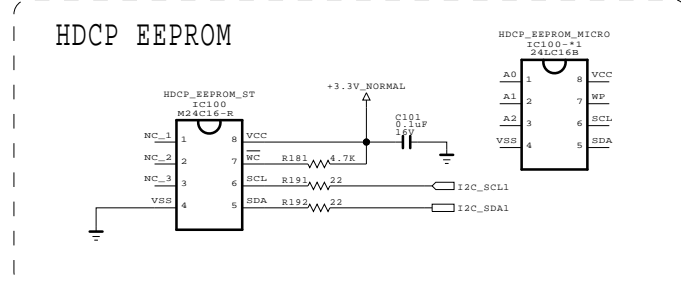 HDCP EEPROM
HDCP_EEPROM_MICRO
IC100-*1
24LC16B
A0 1 8 VCC
A1 2 7 WP
A2 3 6 SCL
VSS 4 5 SDA
+3.3V_NORMAL
HDCP_EEPROM_ST
IC100
M24C16-R
C101
0.1uF
16V
NC_1 1 8 VCC
NC_2 2 7 WC R181 4.7K
NC_3 3 6 SCL R191 22 I2C_SCL1
VSS 4 5 SDA R192 22 I2C_SDA1